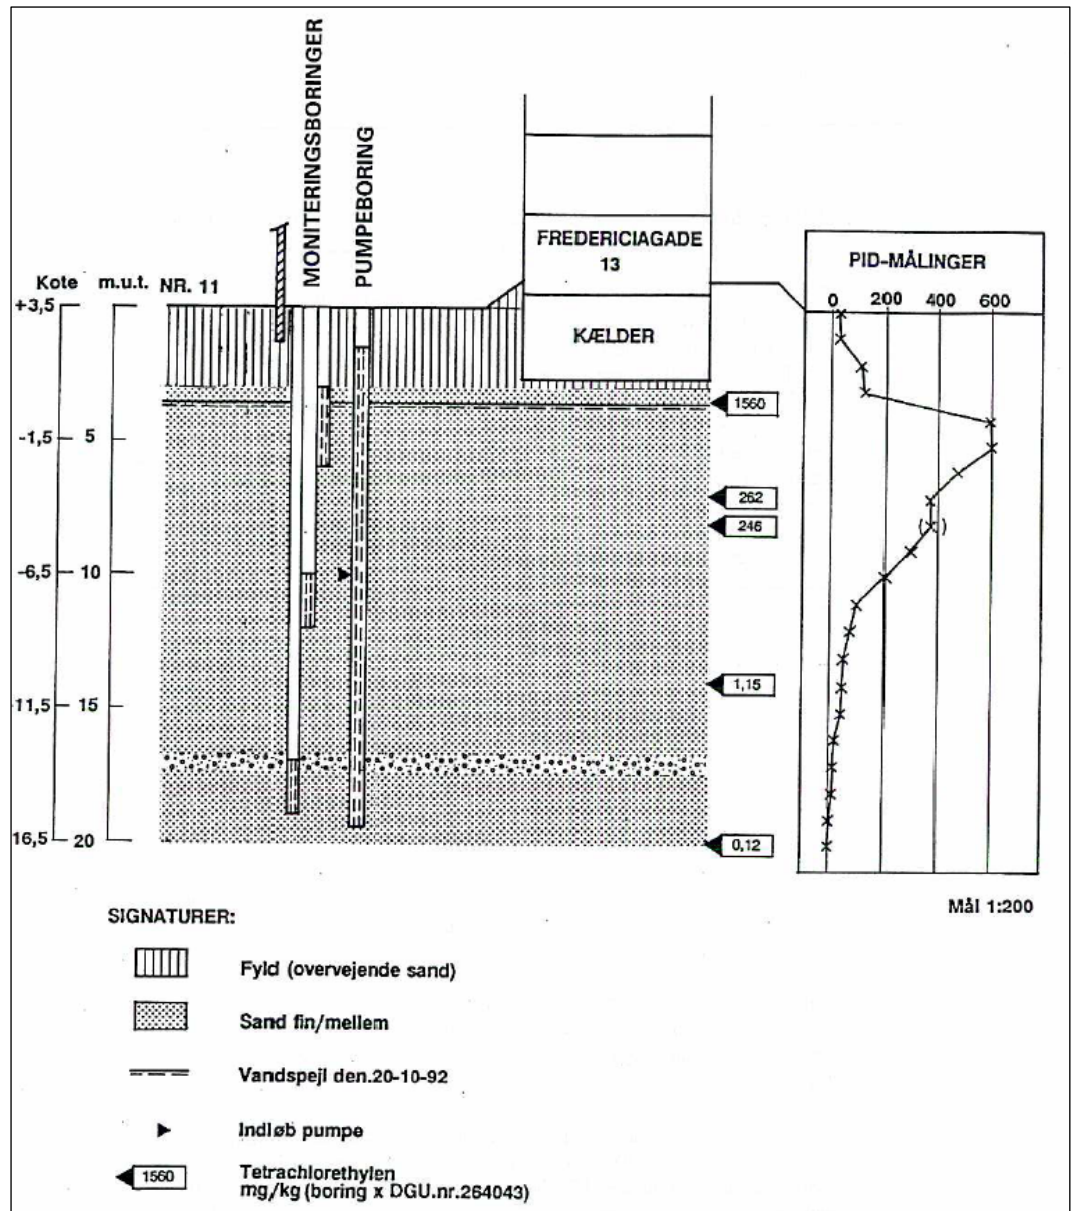 MONITERINGSBORINGER
PUMPEBORING
FREDERICIAGADE
13
KÆLDER
PID-MÅLINGER
0 200 400 600
Kote m.u.t. NR. 11
+3,5 0
-1,5 5
-6,5 10
-11,5 15
16,5 20
1560
262
246
1,15
0,12
Mål 1:200
SIGNATURER:
Fyld (overvejende sand)
Sand fin/mellem
Vandspejl den.20-10-92
Indløb pumpe
1560 Tetrachlorethylen
mg/kg (boring x DGU.nr.264043)